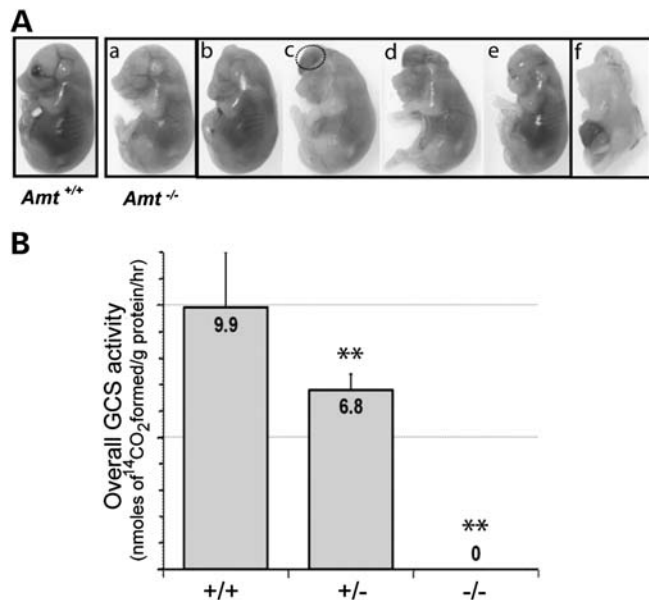 A
a b c d e f
Amt +/+ Amt -/-
B
Overall GCS activity
(nmoles of 14CO2 formed/g protein/hr)
9.9
**
6.8
**
0
+/+ +/- -/-